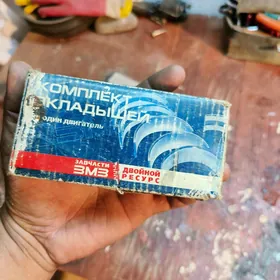 КОМПЛЕКТ
ВКЛАДЫШЕЙ
один двигатель
ЗАПЧАСТИ
ЗМЗ
ДВОЙНОЙ
РЕСУРС